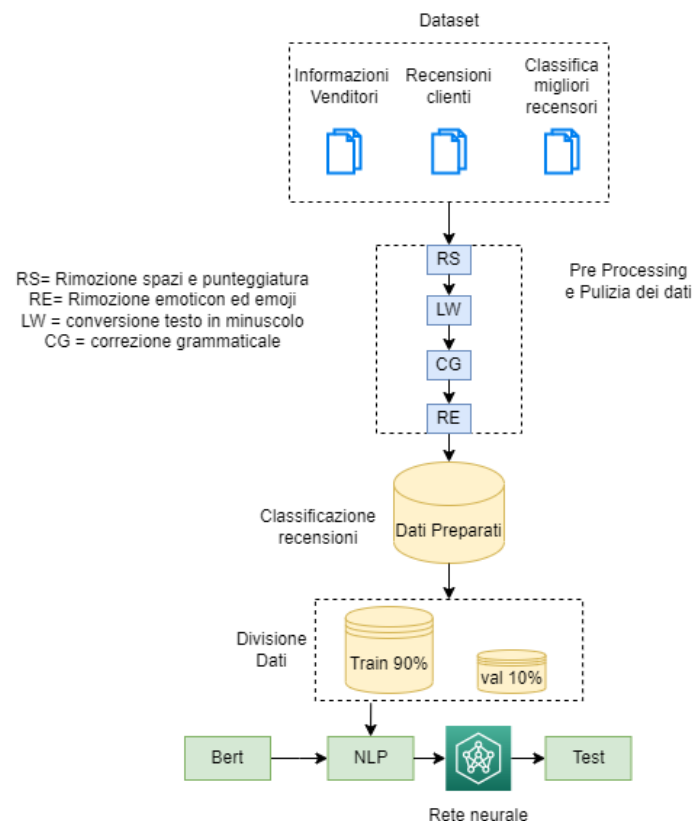 Dataset
Informazioni
Venditori
Recensioni
clienti
Classifica
migliori
recensori
RS
RS= Rimozione spazi e punteggiatura
RE= Rimozione emoticon ed emoji
LW = conversione testo in minuscolo
CG = correzione grammaticale
Pre Processing
e Pulizia dei dati
LW
CG
RE
Classificazione
recensioni
Dati Preparati
Divisione
Dati
Train 90%
val 10%
Bert
NLP
Test
Rete neurale